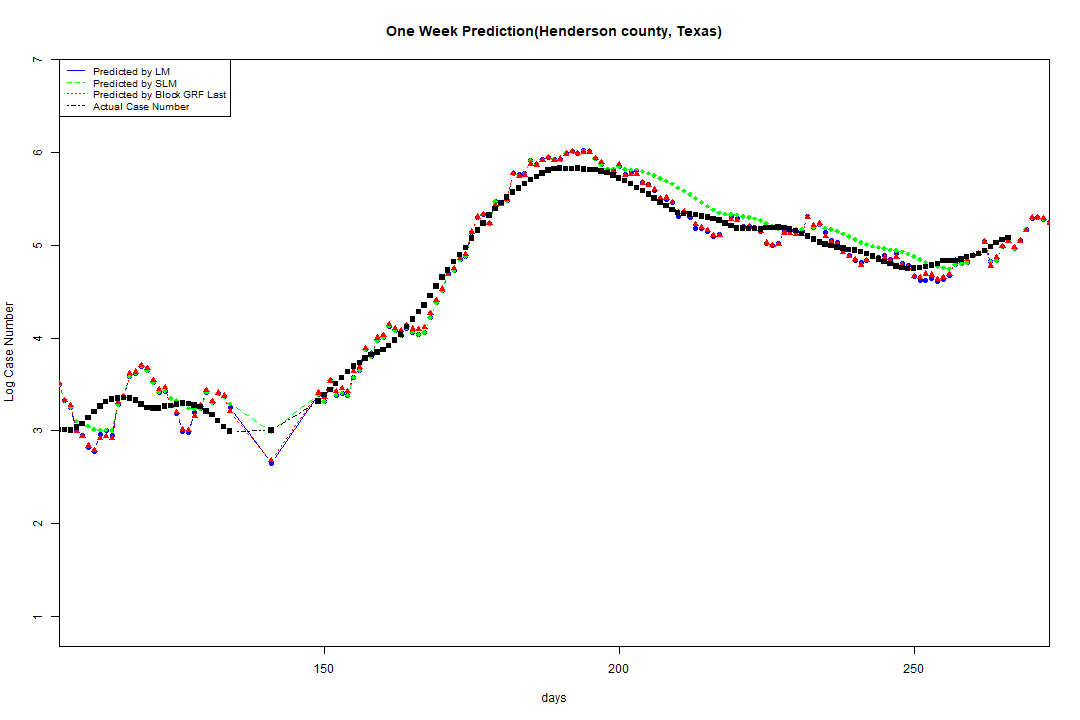 One Week Prediction(Henderson county, Texas)
Predicted by LM
Predicted by SLM
Predicted by Block GRF Last
Actual Case Number
7
6
5
4
3
2
1
Log Case Number
150 200 250
days